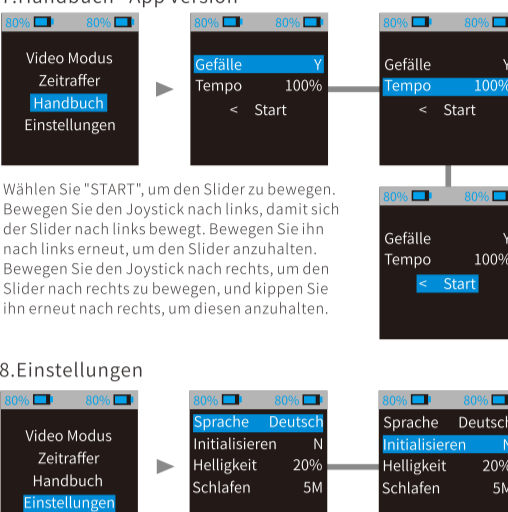 7.Handbuch - App Version
80% 80%
Video Modus
Zeitraffer
Handbuch
Einstellungen
80% 80%
Gefälle Y
Tempo 100%
< Start
80% 80%
Gefälle Y
Tempo 100%
< Start
80% 80%
Gefälle Y
Tempo 100%
< Start
Wählen Sie "START", um den Slider zu bewegen.
Bewegen Sie den Joystick nach links, damit sich
der Slider nach links bewegt. Bewegen Sie ihn
nach links erneut, um den Slider anzuhalten.
Bewegen Sie den Joystick nach rechts, um den
Slider nach rechts zu bewegen, und kippen Sie
ihn erneut nach rechts, um diesen anzuhalten.
8.Einstellungen
80% 80%
Video Modus
Zeitraffer
Handbuch
Einstellungen
80% 80%
Sprache Deutsch
Initialisieren N
Helligkeit 20%
Schlafen 5M
80% 80%
Sprache Deutsch
Initialisieren N
Helligkeit 20%
Schlafen 5M